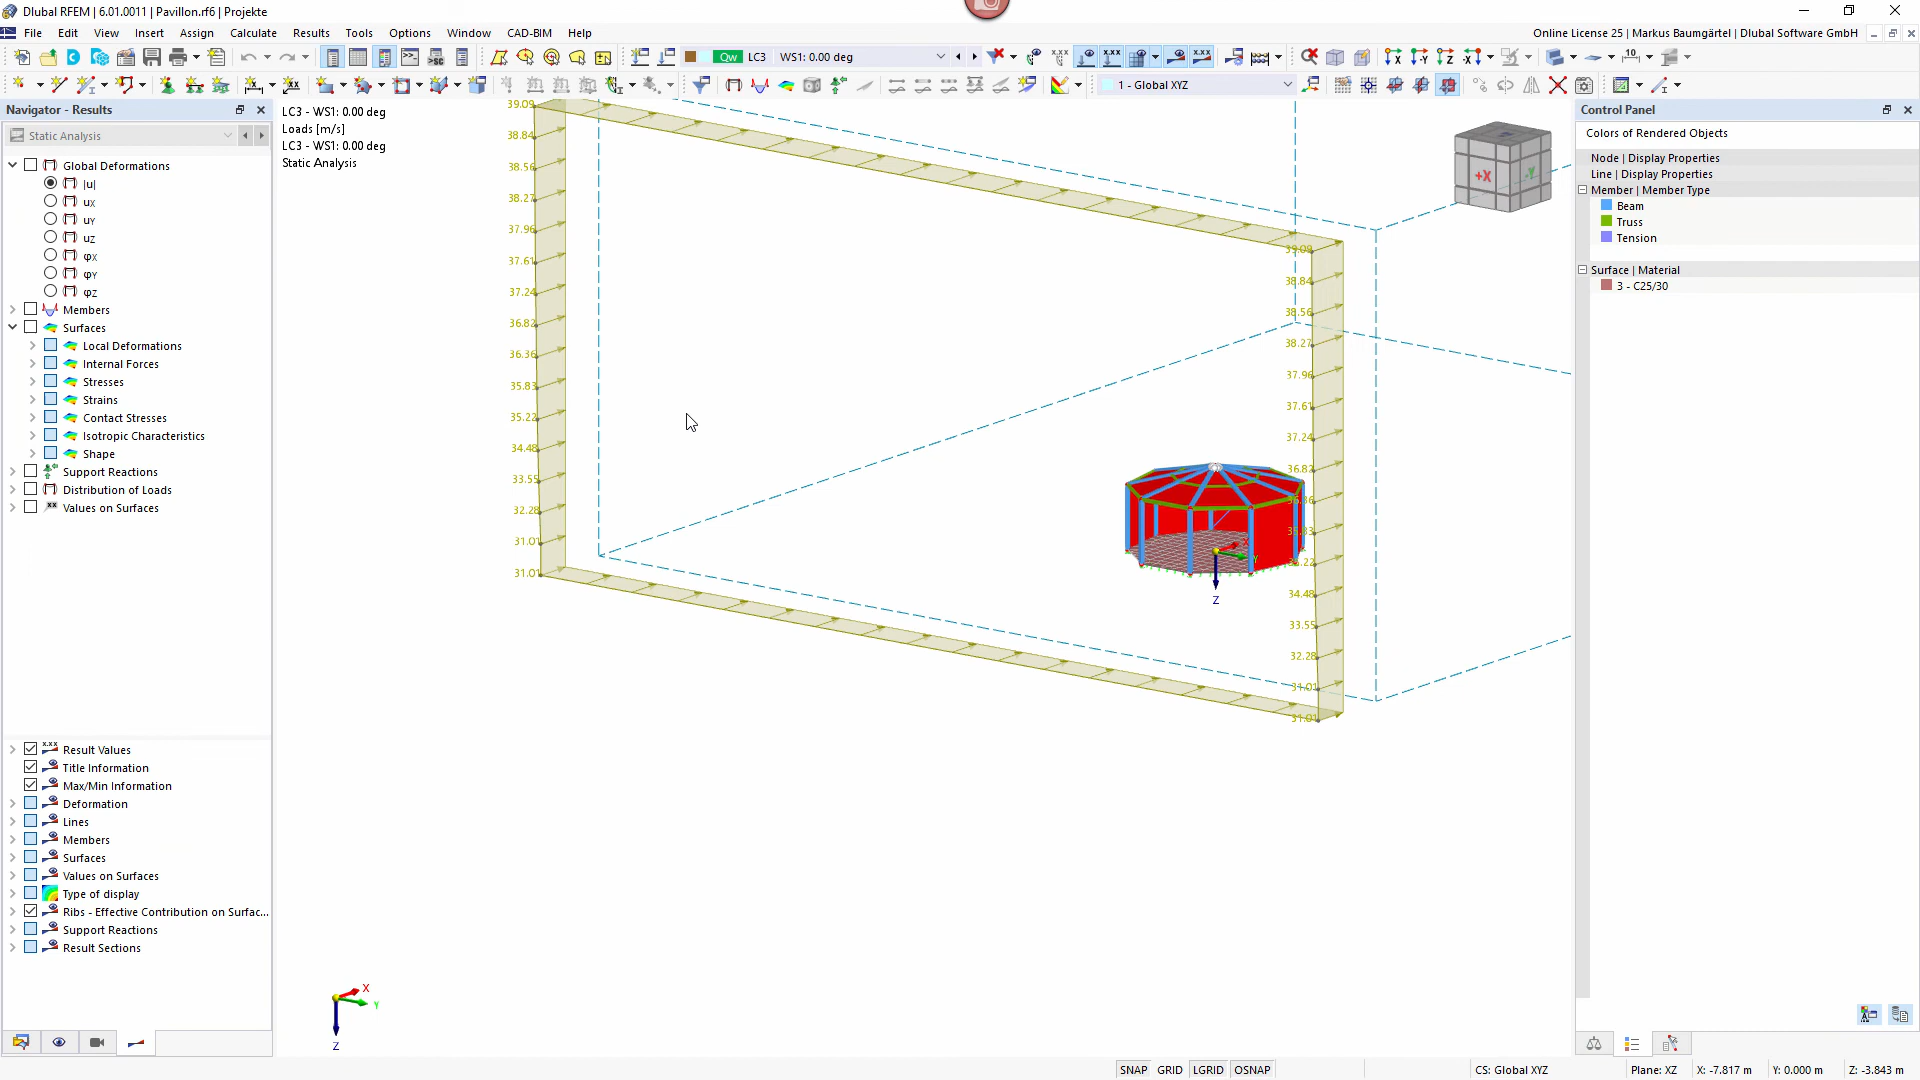 Dlubal RFEM | 6.01.0011 | Pavillon.rf6 | Projekte
File Edit View Insert Assign Calculate Results Tools Options Window CAD-BIM Help
Online License 25 | Markus Baumgärtel | Dlubal Software GmbH
Qw LC3 WS1: 0.00 deg
1 - Global XYZ
Navigator - Results
Static Analysis
Global Deformations
|u|
uX
uY
uZ
φX
φY
φZ
Members
Surfaces
Local Deformations
Internal Forces
Stresses
Strains
Contact Stresses
Isotropic Characteristics
Shape
Support Reactions
Distribution of Loads
Values on Surfaces
Result Values
Title Information
Max/Min Information
Deformation
Lines
Members
Surfaces
Values on Surfaces
Type of display
Ribs - Effective Contribution on Surfac...
Support Reactions
Result Sections
LC3 - WS1: 0.00 deg
Loads [m/s]
LC3 - WS1: 0.00 deg
Static Analysis
39.09
38.84
38.56
38.27
37.96
37.61
37.24
36.82
36.36
35.83
35.22
34.48
33.55
32.28
31.01
31.01
39.09
38.84
38.56
38.27
37.96
37.61
37.24
36.82
34.48
33.55
32.28
31.01
31.01
X
Z
X
Y
Z
+X
-Y
Control Panel
Colors of Rendered Objects
Node | Display Properties
Line | Display Properties
Member | Member Type
Beam
Truss
Tension
Surface | Material
3 - C25/30
SNAP GRID LGRID OSNAP
CS: Global XYZ
Plane: XZ
X: -7.817 m Y: 0.000 m Z: -3.843 m